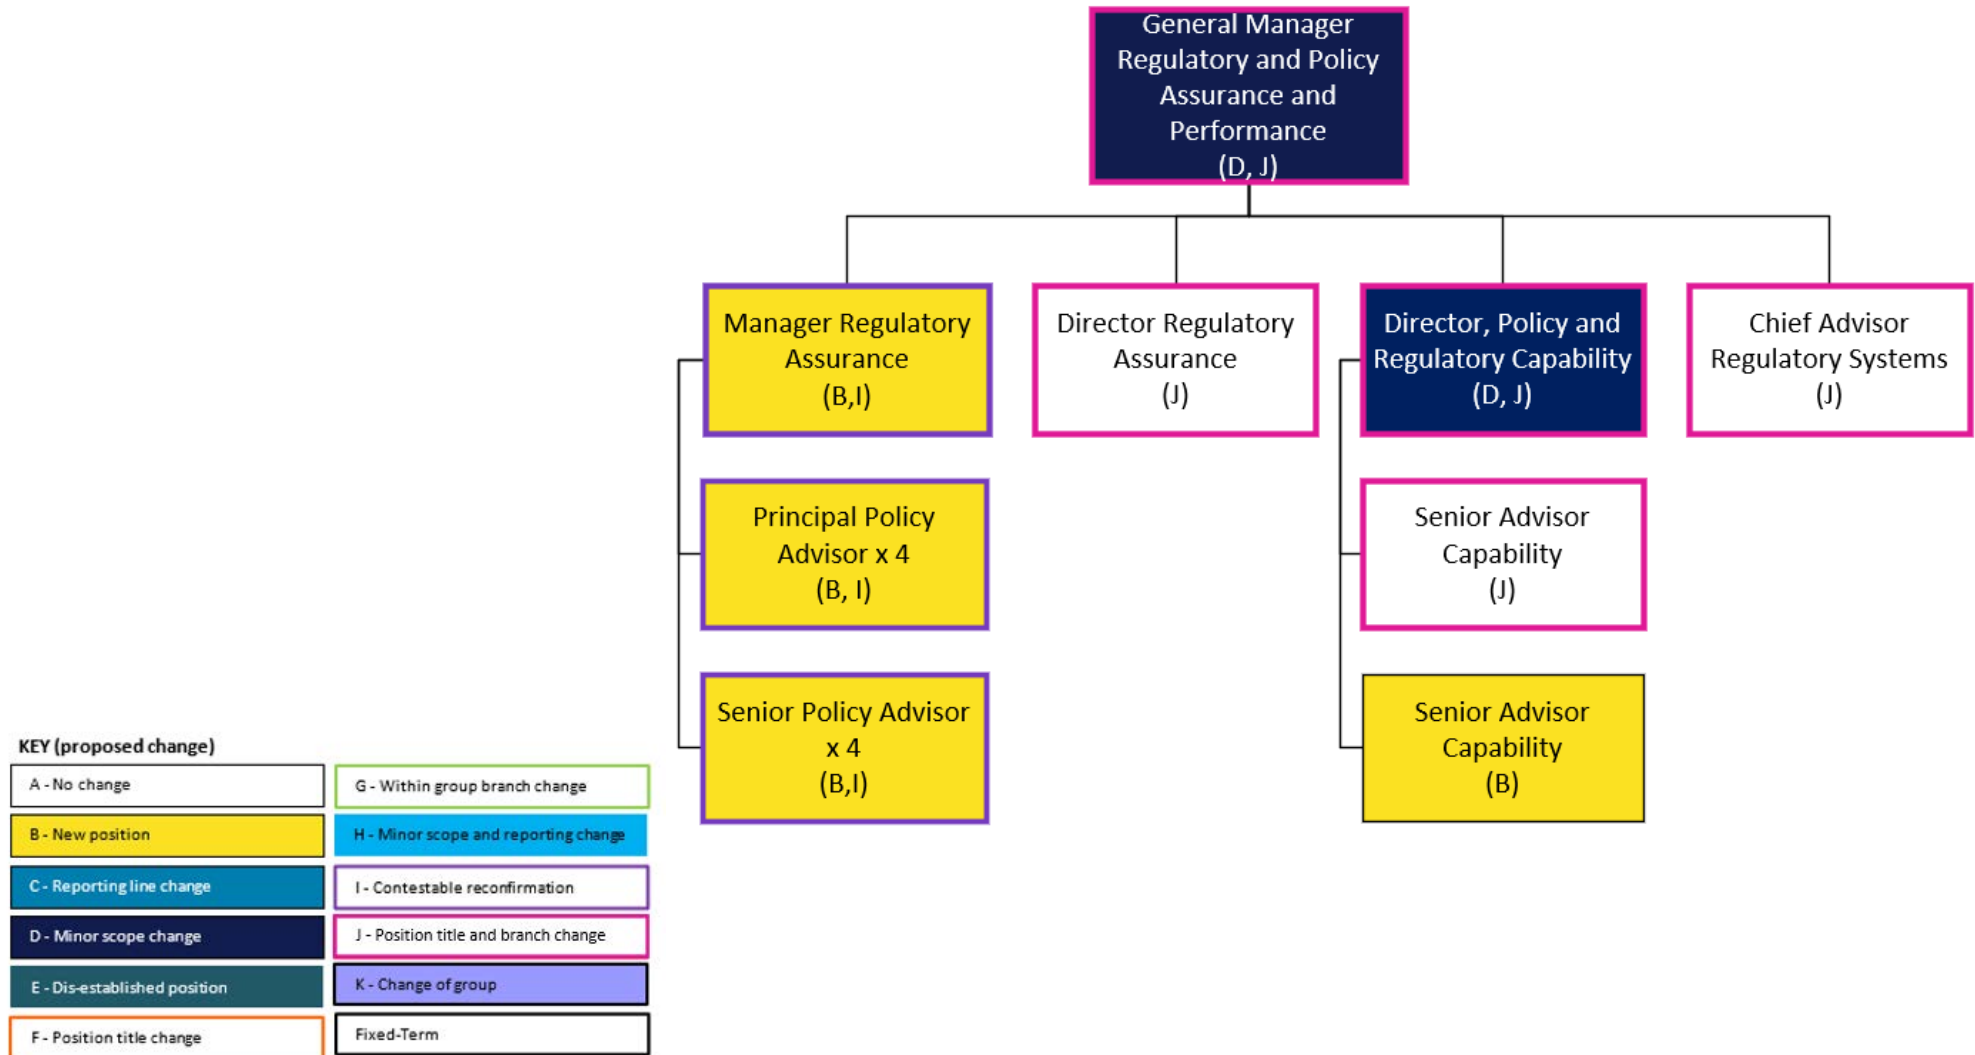 General Manager
Regulatory and Policy
Assurance and
Performance
(D, J)
Manager Regulatory
Assurance
(B,I)
Director Regulatory
Assurance
(J)
Director, Policy and
Regulatory Capability
(D, J)
Chief Advisor
Regulatory Systems
(J)
Principal Policy
Advisor x 4
(B, I)
Senior Advisor
Capability
(J)
Senior Policy Advisor
x 4
(B,I)
Senior Advisor
Capability
(B)
KEY (proposed change)
A - No change
B - New position
C - Reporting line change
D - Minor scope change
E - Dis-established position
F - Position title change
G - Within group branch change
H - Minor scope and reporting change
I - Contestable reconfirmation
J - Position title and branch change
K - Change of group
Fixed-Term